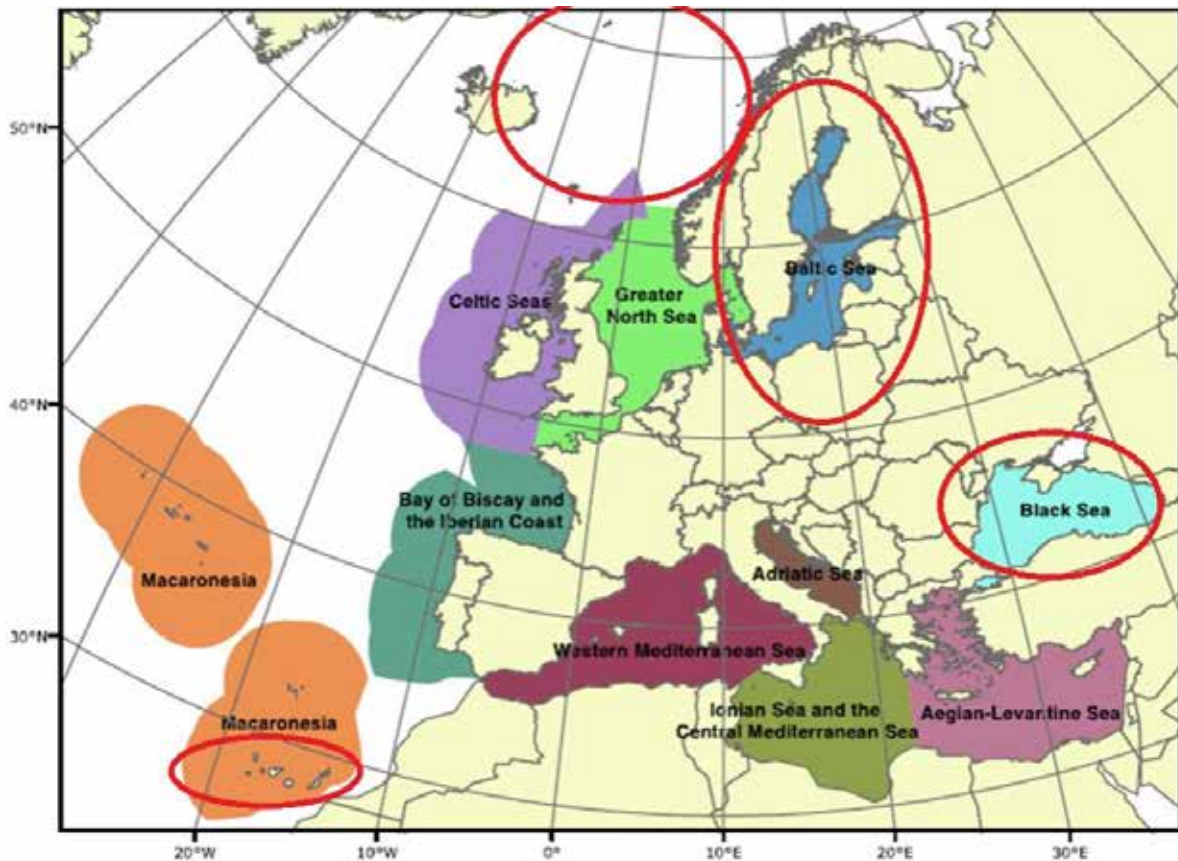 50°N
Baltic Sea
Celtic Seas
Greater
North Sea
40°N
Bay of Biscay and
the Iberian Coast
Black Sea
Macaronesia
Adriatic Sea
30°N
Western Mediterranean Sea
Macaronesia
Ionian Sea and the
Central Mediterranean Sea
Aegian-Levantine Sea
20°W
10°W
0°
10°E
20°E
30°E